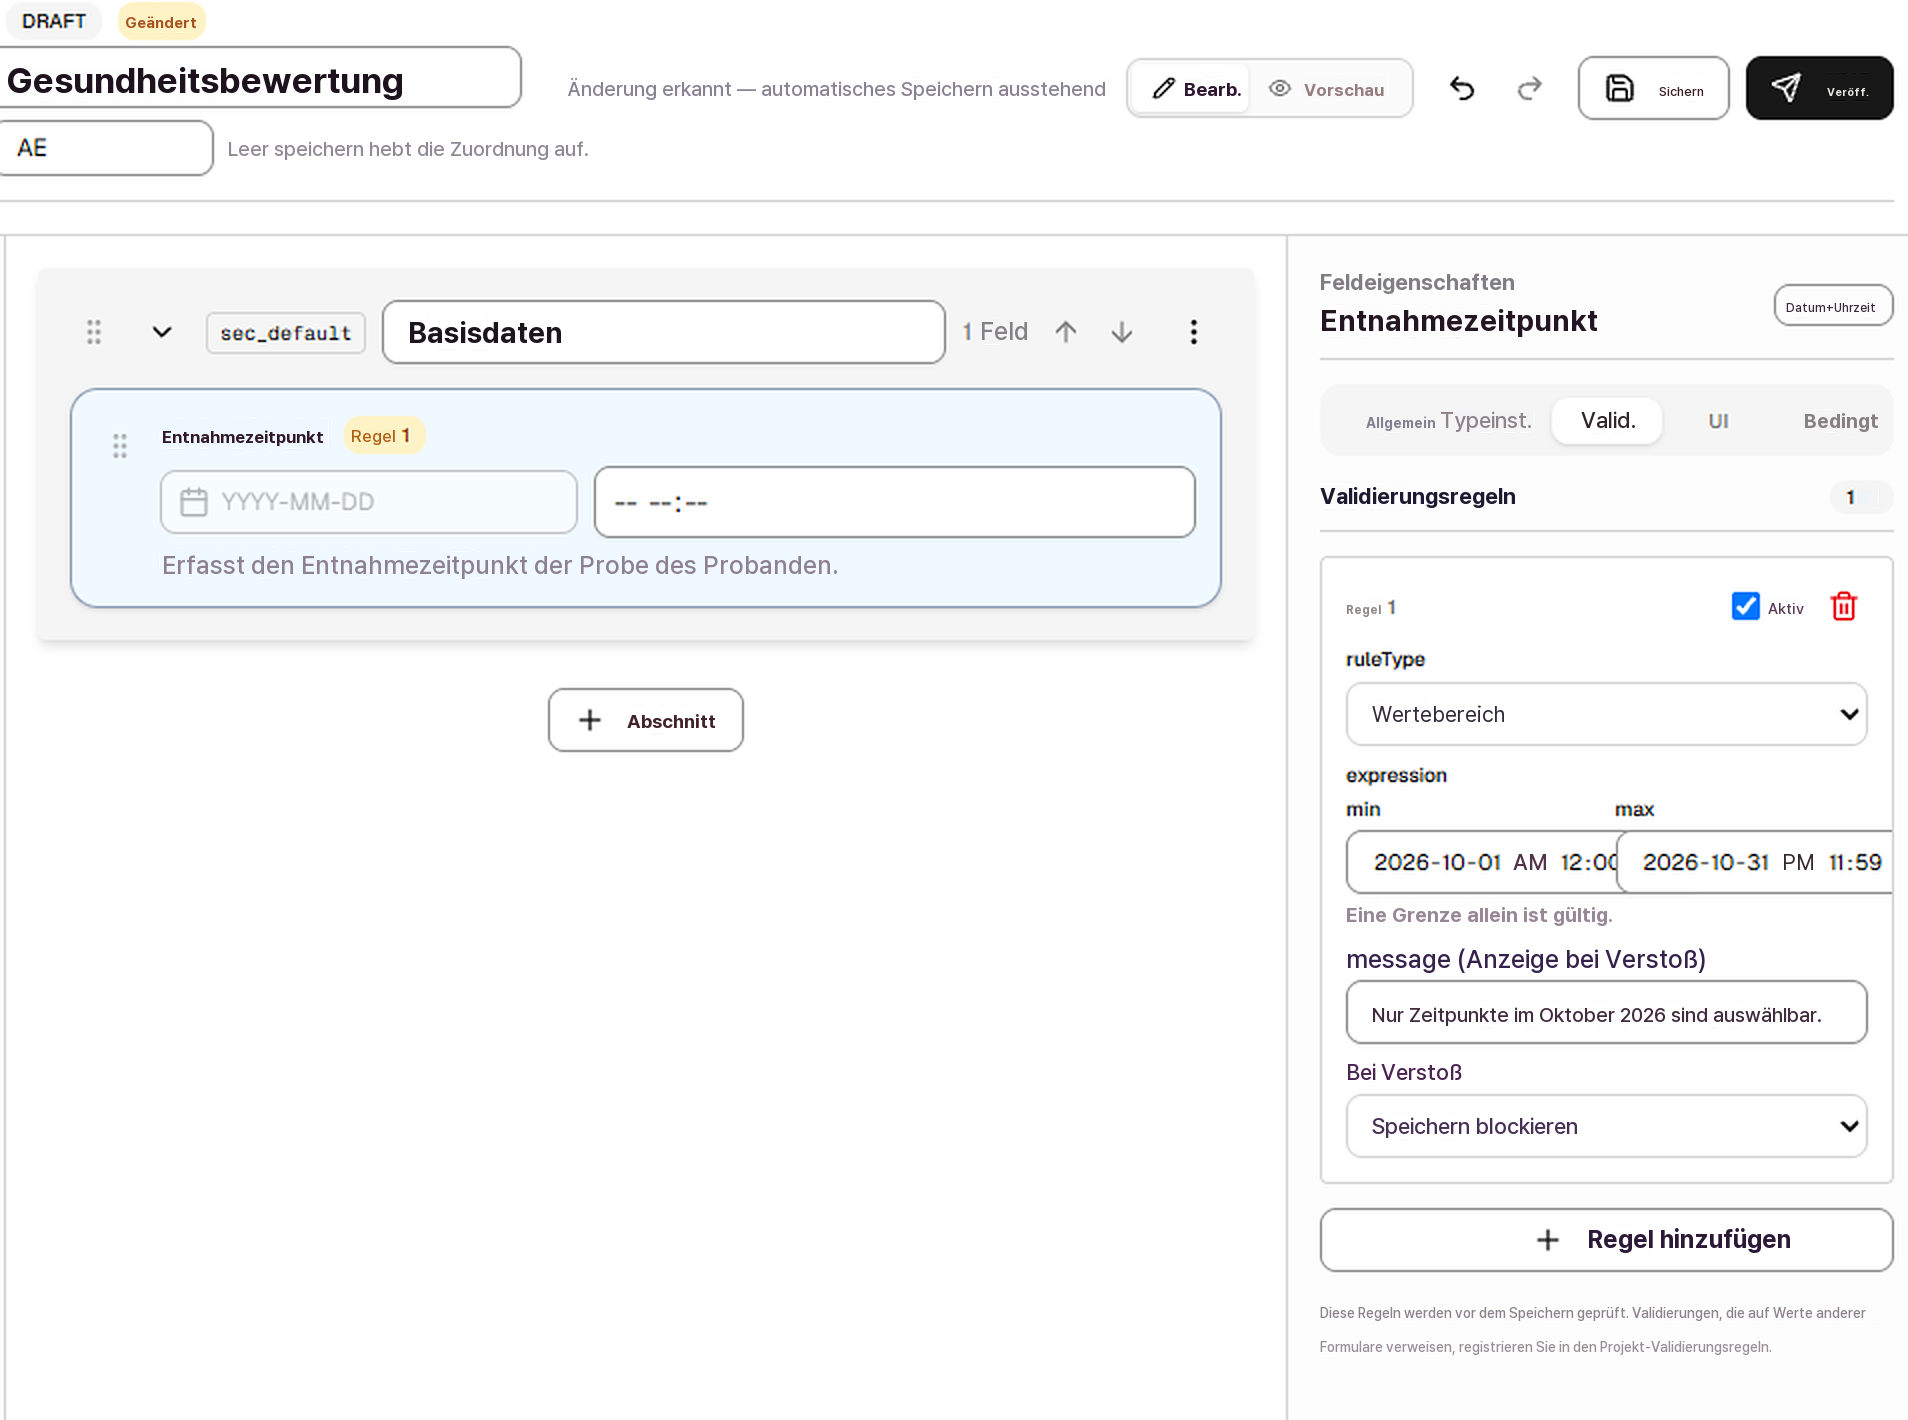 DRAFT Geändert
Gesundheitsbewertung
Änderung erkannt — automatisches Speichern ausstehend
Bearb. Vorschau
Sichern
Veröff.
AE
Leer speichern hebt die Zuordnung auf.
sec_default
Basisdaten
1 Feld
Entnahmezeitpunkt
Regel 1
YYYY-MM-DD
-- --:--
Erfasst den Entnahmezeitpunkt der Probe des Probanden.
Abschnitt
Feldeigenschaften
Entnahmezeitpunkt
Datum+Uhrzeit
Allgemein Typeinst. Valid. UI Bedingt
Validierungsregeln 1
Regel 1
Aktiv
ruleType
Wertebereich
expression
min max
2026-10-01 AM 12:00 2026-10-31 PM 11:59
Eine Grenze allein ist gültig.
message (Anzeige bei Verstoß)
Nur Zeitpunkte im Oktober 2026 sind auswählbar.
Bei Verstoß
Speichern blockieren
Regel hinzufügen
Diese Regeln werden vor dem Speichern geprüft. Validierungen, die auf Werte anderer
Formulare verweisen, registrieren Sie in den Projekt-Validierungsregeln.